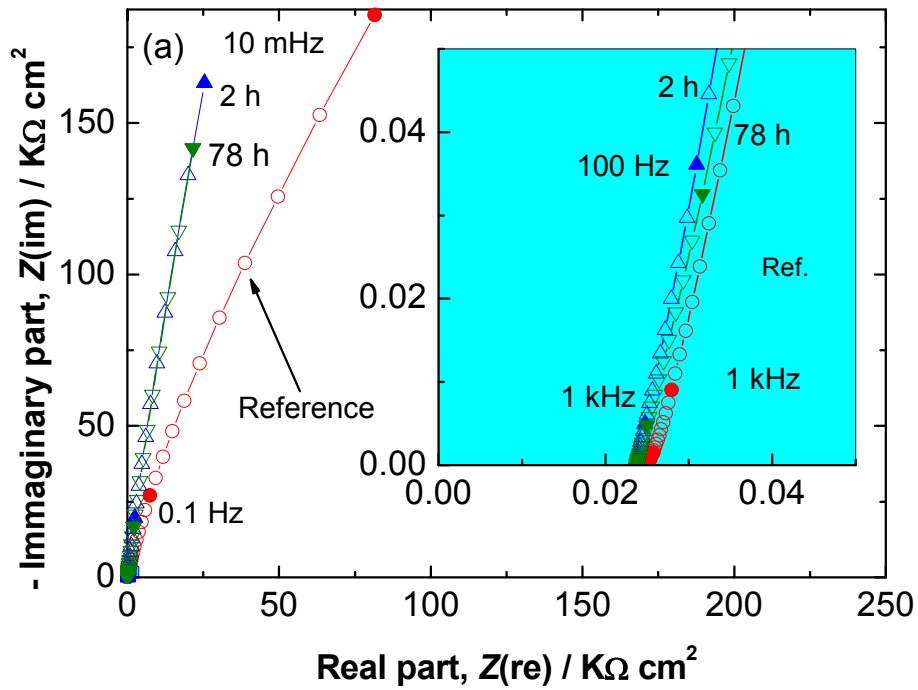 (a)
10 mHz
2 h
78 h
Reference
0.1 Hz
- Immaginary part, Z(im) / KΩ cm²
150
100
50
0
0
50
100
150
200
250
Real part, Z(re) / KΩ cm²
2 h
78 h
100 Hz
Ref.
1 kHz
1 kHz
0.04
0.02
0.00
0.00
0.02
0.04